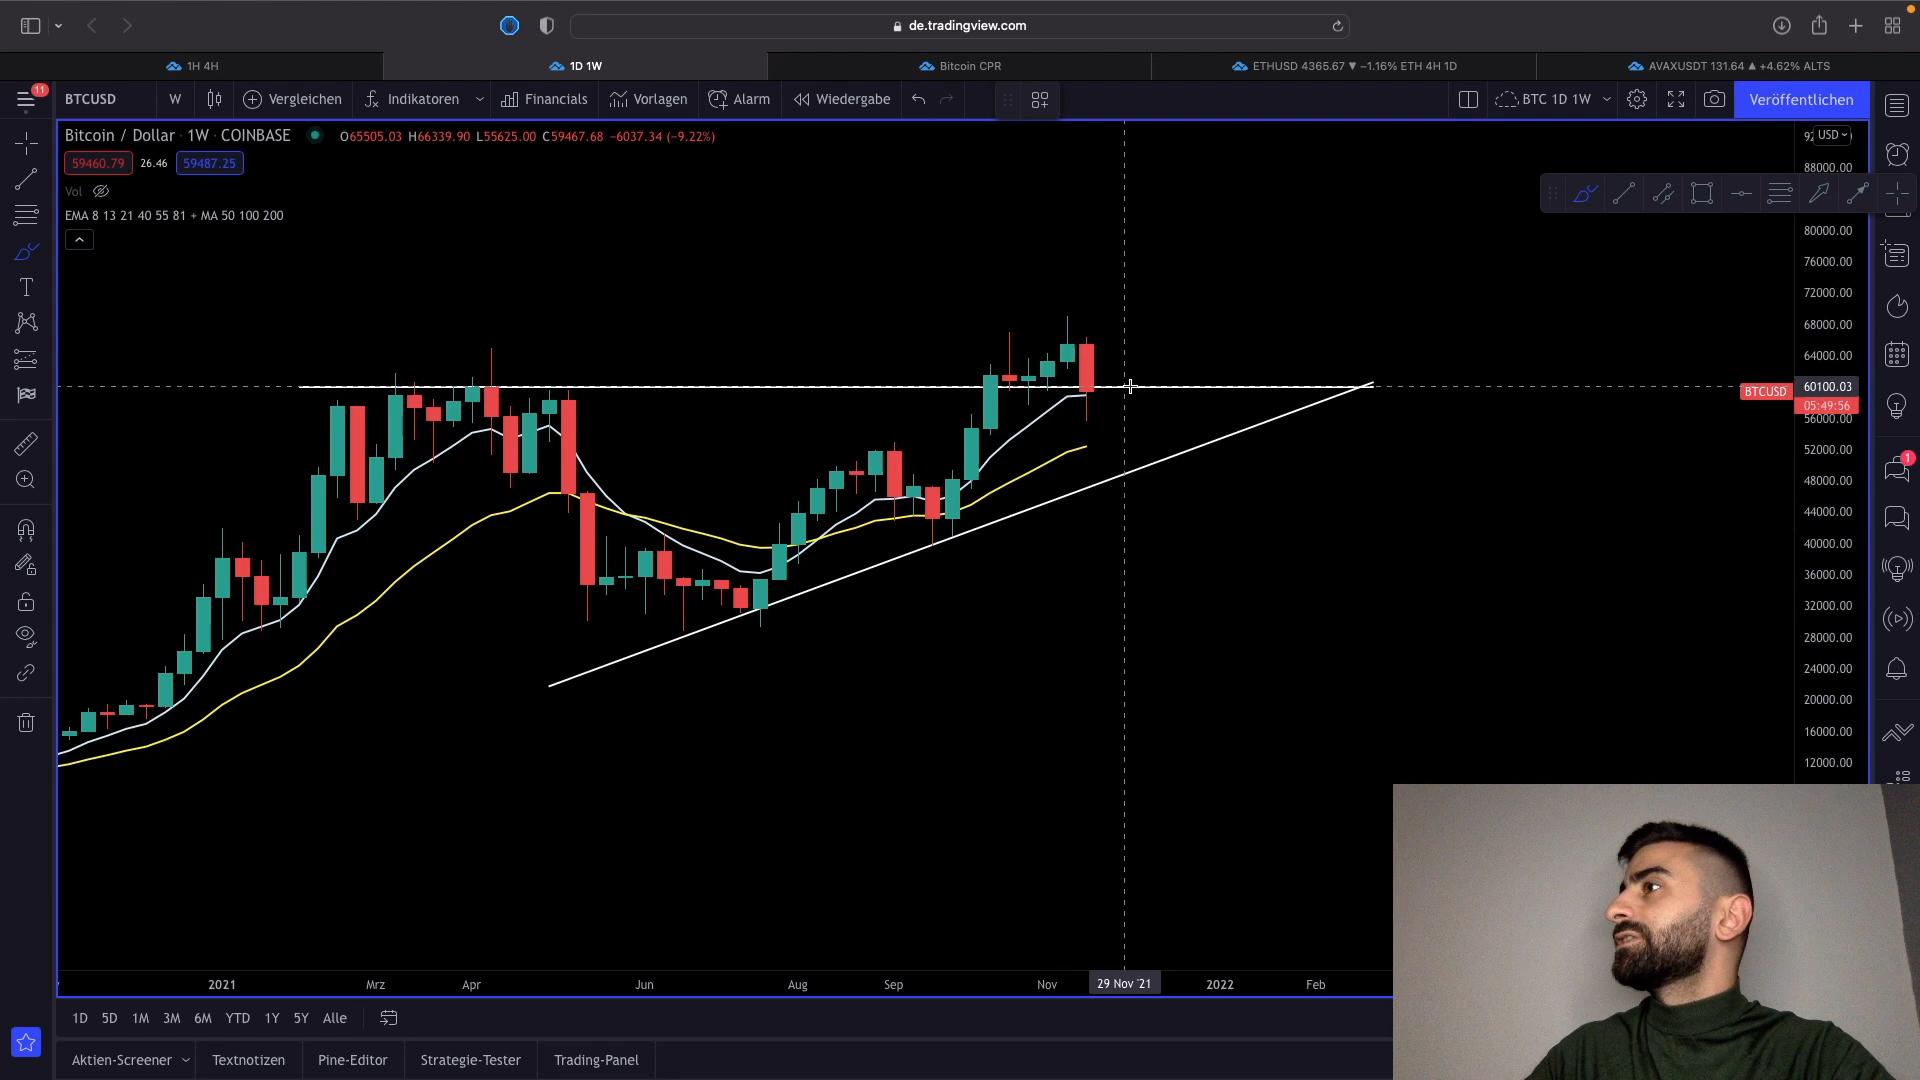 de.tradingview.com
1H 4H
1D 1W
Bitcoin CPR
ETHUSD 4365.67 ▼ −1.16% ETH 4H 1D
AVAXUSDT 131.64 ▲ +4.62% ALTS
11
BTCUSD W Vergleichen Indikatoren Financials Vorlagen Alarm Wiedergabe BTC 1D 1W Veröffentlichen
Bitcoin / Dollar · 1W · COINBASE O65505.03 H66339.90 L55625.00 C59467.68 −6037.34 (−9.22%)
USD
59460.79 26.46 59487.25
88000.00
Vol
EMA 8 13 21 40 55 81 + MA 50 100 200
80000.00
76000.00
72000.00
68000.00
64000.00
60100.03
BTCUSD
05:49:56
56000.00
52000.00
1
48000.00
44000.00
40000.00
36000.00
32000.00
28000.00
24000.00
20000.00
16000.00
12000.00
2021 Mrz Apr Jun Aug Sep Nov 29 Nov '21 2022 Feb
1D 5D 1M 3M 6M YTD 1Y 5Y Alle
Aktien-Screener Textnotizen Pine-Editor Strategie-Tester Trading-Panel